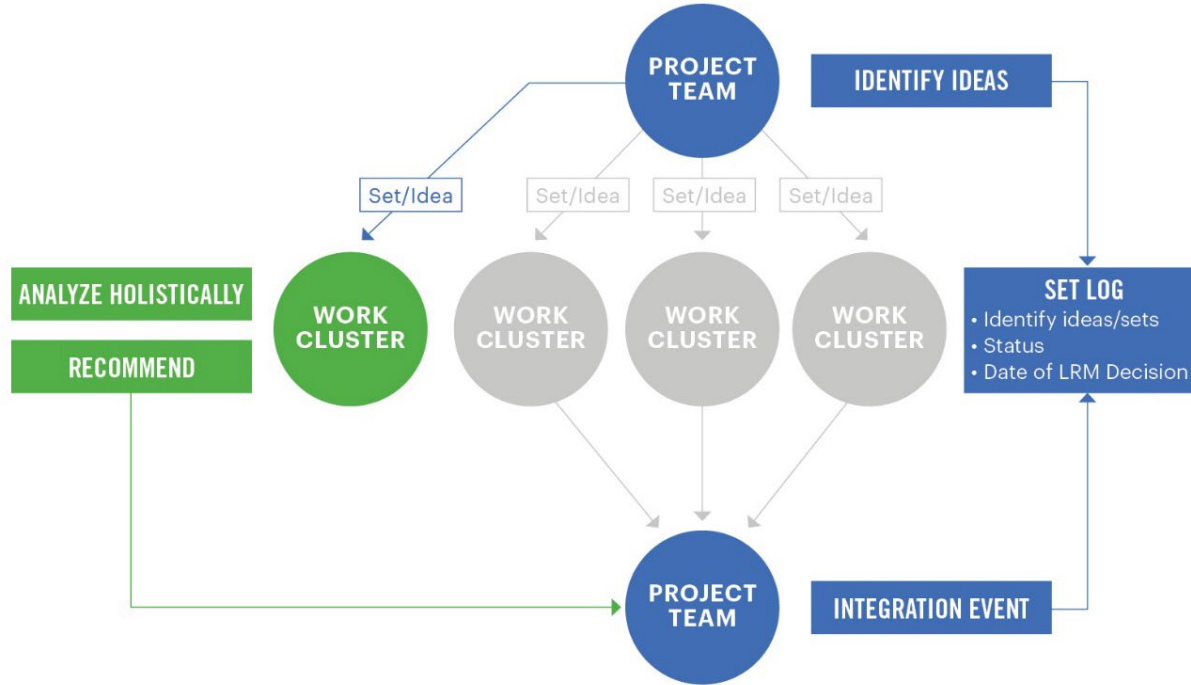 PROJECT
TEAM
IDENTIFY IDEAS
Set/Idea
Set/Idea
Set/Idea
Set/Idea
ANALYZE HOLISTICALLY
RECOMMEND
WORK
CLUSTER
WORK
CLUSTER
WORK
CLUSTER
WORK
CLUSTER
SET LOG
• Identify ideas/sets
• Status
• Date of LRM Decision
PROJECT
TEAM
INTEGRATION EVENT